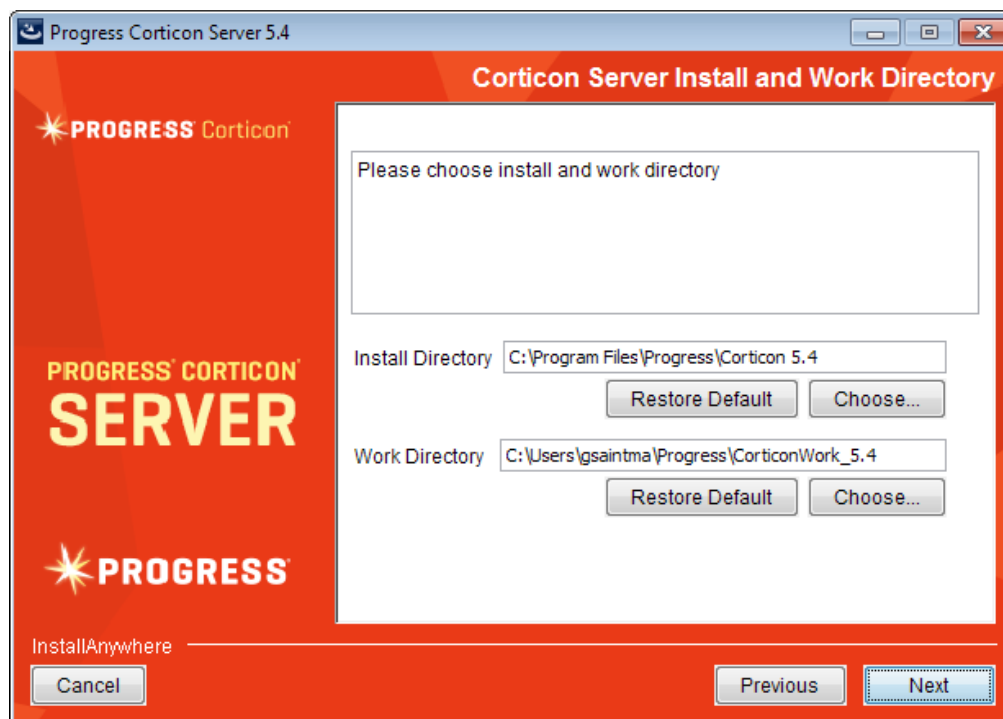 Progress Corticon Server 5.4
Corticon Server Install and Work Directory
PROGRESS Corticon
Please choose install and work directory
Install Directory C:\Program Files\Progress\Corticon 5.4
Restore Default Choose...
PROGRESS CORTICON
SERVER
Work Directory C:\Users\gsaintma\Progress\CorticonWork_5.4
Restore Default Choose...
PROGRESS
InstallAnywhere
Cancel Previous Next